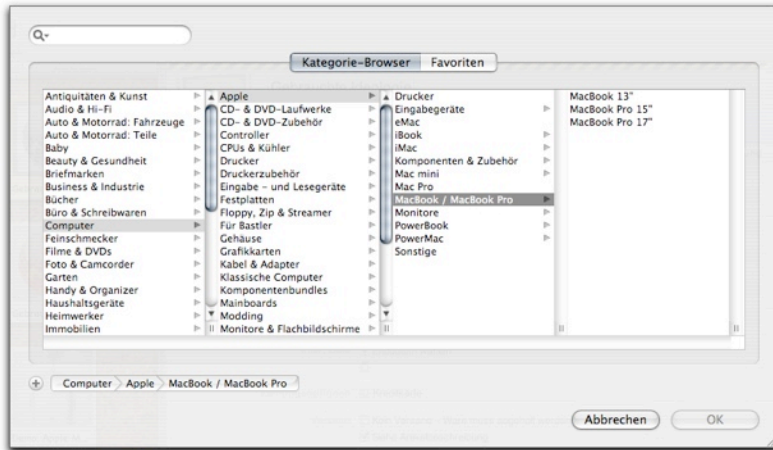 Kategorie-Browser
Favoriten
Antiquitäten & Kunst
Audio & Hi-Fi
Auto & Motorrad: Fahrzeuge
Auto & Motorrad: Teile
Baby
Beauty & Gesundheit
Briefmarken
Business & Industrie
Bücher
Büro & Schreibwaren
Computer
Feinschmecker
Filme & DVDs
Foto & Camcorder
Garten
Handy & Organizer
Haushaltsgeräte
Heimwerker
Immobilien
Apple
CD- & DVD-Laufwerke
CD- & DVD-Zubehör
Controller
CPUs & Kühler
Drucker
Druckerzubehör
Eingabe - und Lesegeräte
Festplatten
Floppy, Zip & Streamer
Für Bastler
Gehäuse
Grafikkarten
Kabel & Adapter
Klassische Computer
Komponentenbundles
Mainboards
Modding
Monitore & Flachbildschirme
Drucker
Eingabegeräte
eMac
iBook
iMac
Komponenten & Zubehör
Mac mini
Mac Pro
MacBook / MacBook Pro
Monitore
PowerBook
PowerMac
Sonstige
MacBook 13"
MacBook Pro 15"
MacBook Pro 17"
Computer
Apple
MacBook / MacBook Pro
Abbrechen
OK